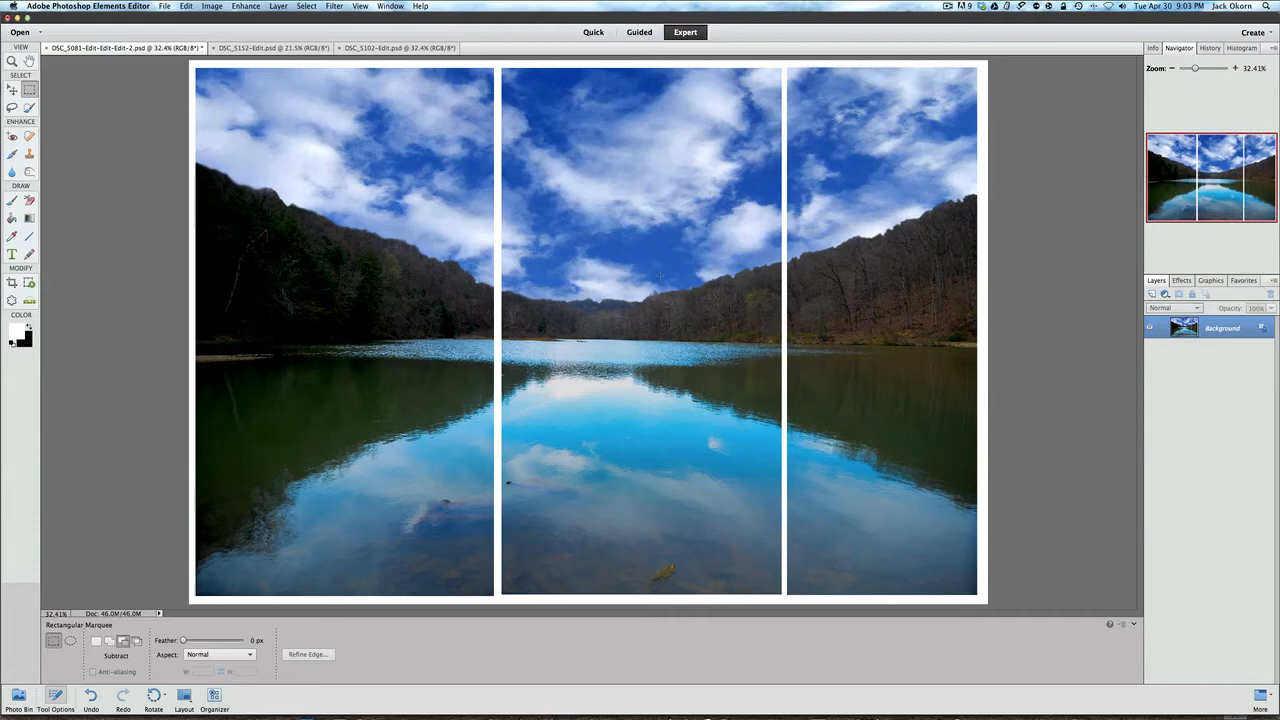 Adobe Photoshop Elements Editor File Edit Image Enhance Layer Select Filter View Window Help 9 Tue Apr 30 9:03 PM Jack Okorn
Open Quick Guided Expert Create
VIEW × DSC_5081-Edit-Edit-Edit-2.psd @ 32.4% (RGB/8*) * × DSC_5152-Edit.psd @ 21.5% (RGB/8*) × DSC_5102-Edit.psd @ 32.4% (RGB/8*) Info Navigator History Histogram
Zoom: 32.41%
SELECT
ENHANCE
DRAW
MODIFY
Layers Effects Graphics Favorites
Normal Opacity: 100%
COLOR
Background
32.41% Doc: 46.0M/46.0M
Rectangular Marquee
Feather: 0 px
Subtract Aspect: Normal Refine Edge...
Anti-aliasing W: H:
Photo Bin Tool Options Undo Redo Rotate Layout Organizer More